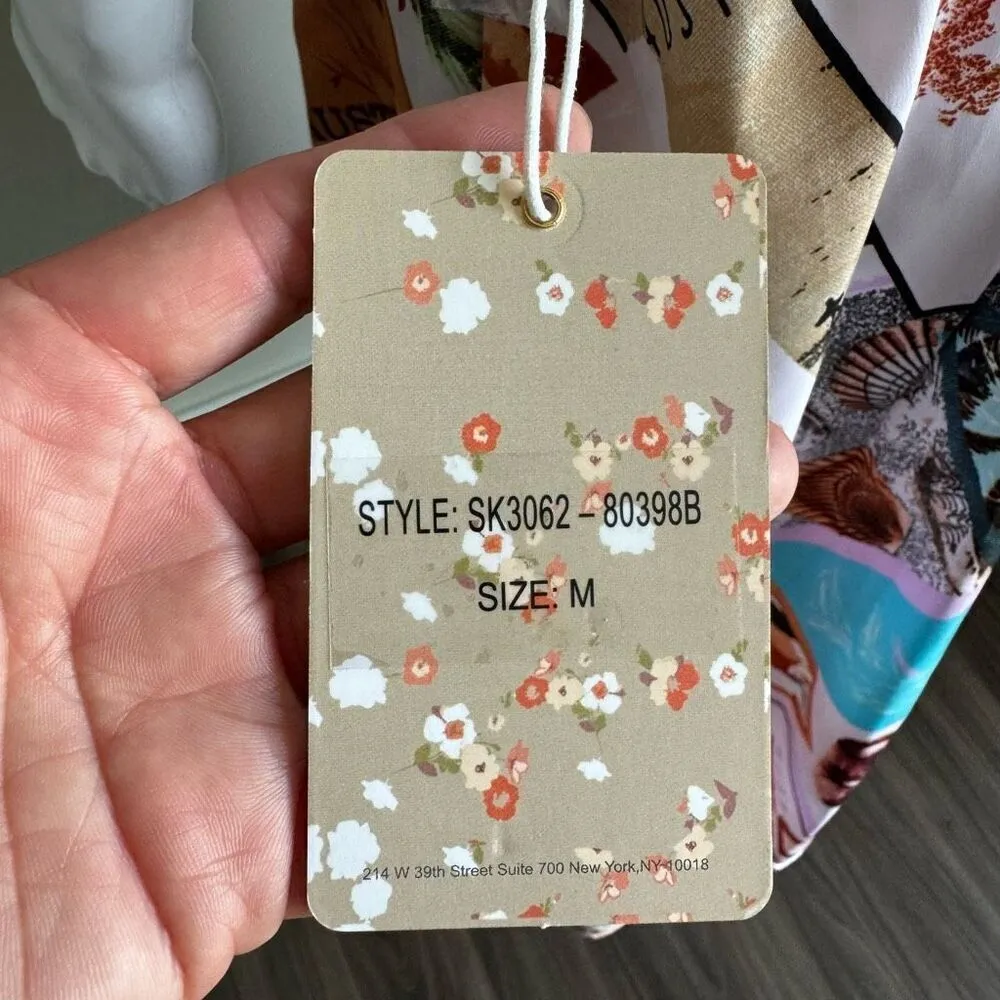 STYLE: SK3062 – 80398B
SIZE: M
214 W 39th Street Suite 700 New York,NY 10018